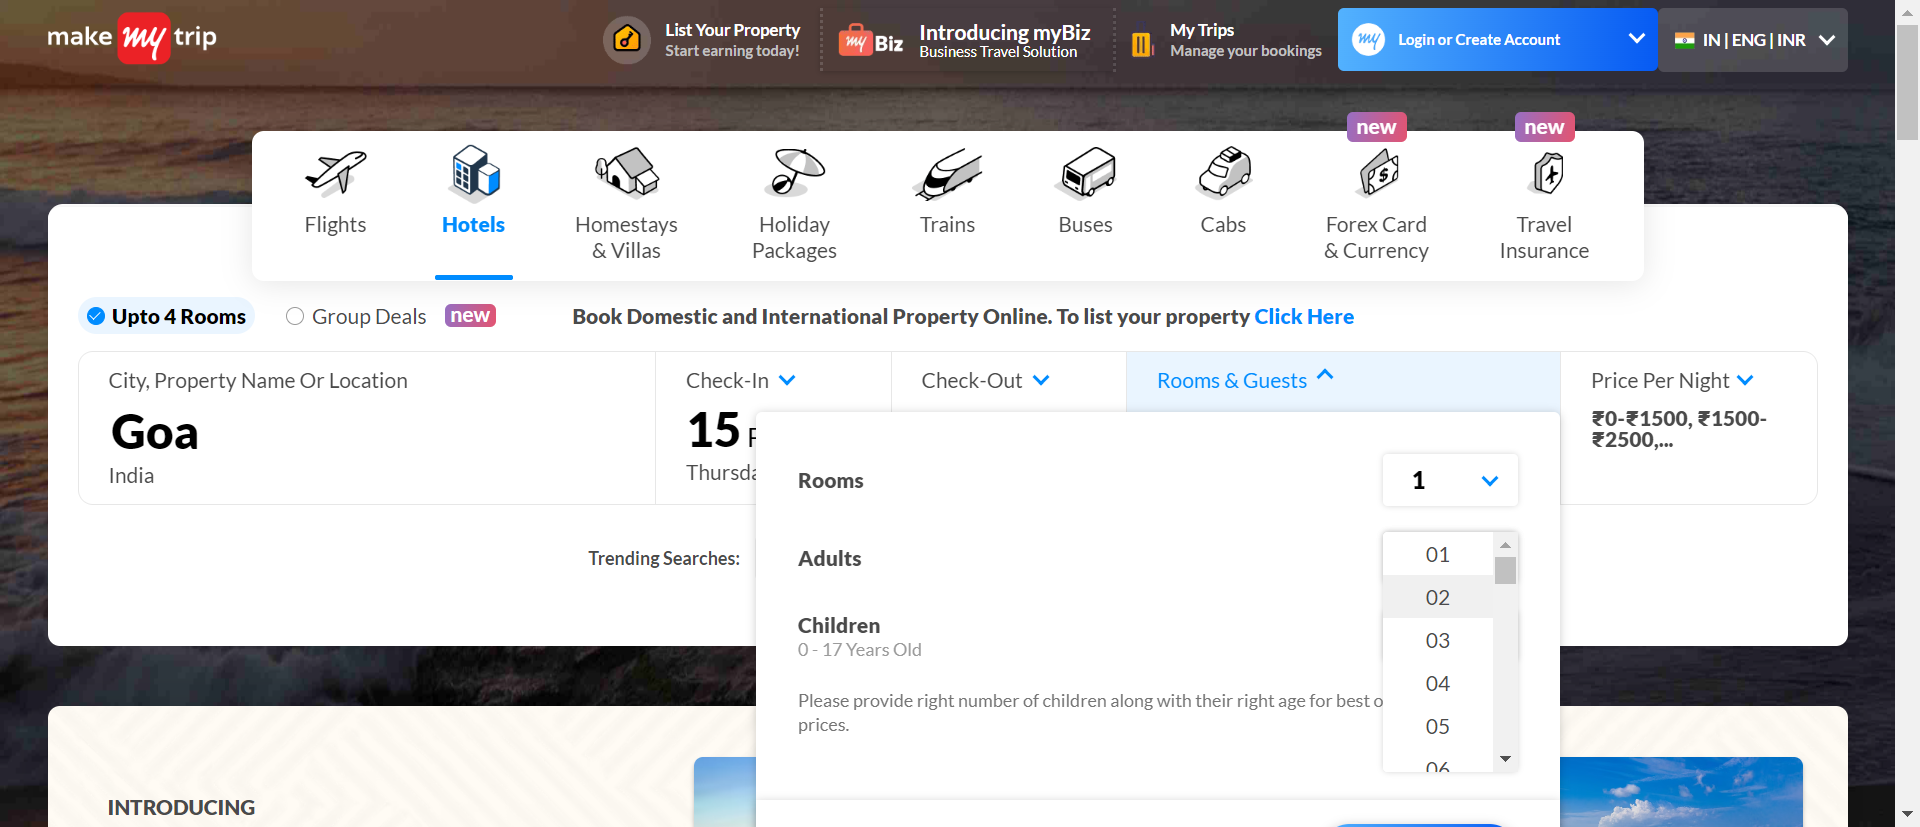 make my trip
List Your Property
Start earning today!
my Biz
Introducing myBiz
Business Travel Solution
My Trips
Manage your bookings
my
Login or Create Account
IN | ENG | INR
new
new
Flights
Hotels
Homestays
& Villas
Holiday
Packages
Trains
Buses
Cabs
Forex Card
& Currency
Travel
Insurance
Upto 4 Rooms
Group Deals
new
Book Domestic and International Property Online. To list your property Click Here
City, Property Name Or Location
Goa
India
Check-In
15
Thursda
Check-Out
Rooms & Guests
Price Per Night
₹0-₹1500, ₹1500-
₹2500,...
Rooms
1
Trending Searches:
Adults
01
02
03
04
05
06
Children
0 - 17 Years Old
Please provide right number of children along with their right age for best o
prices.
INTRODUCING